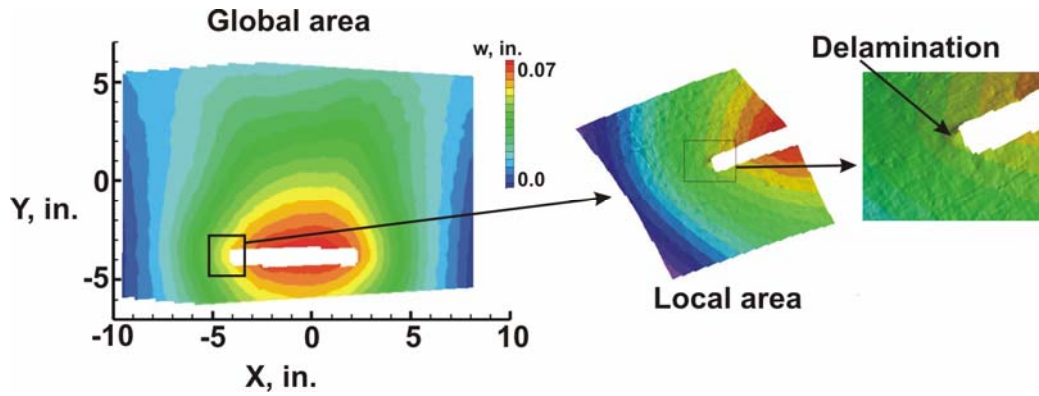 Global area
w, in.
0.07
0.0
5
0
-5
Y, in.
-10
-5
0
5
10
X, in.
Local area
Delamination